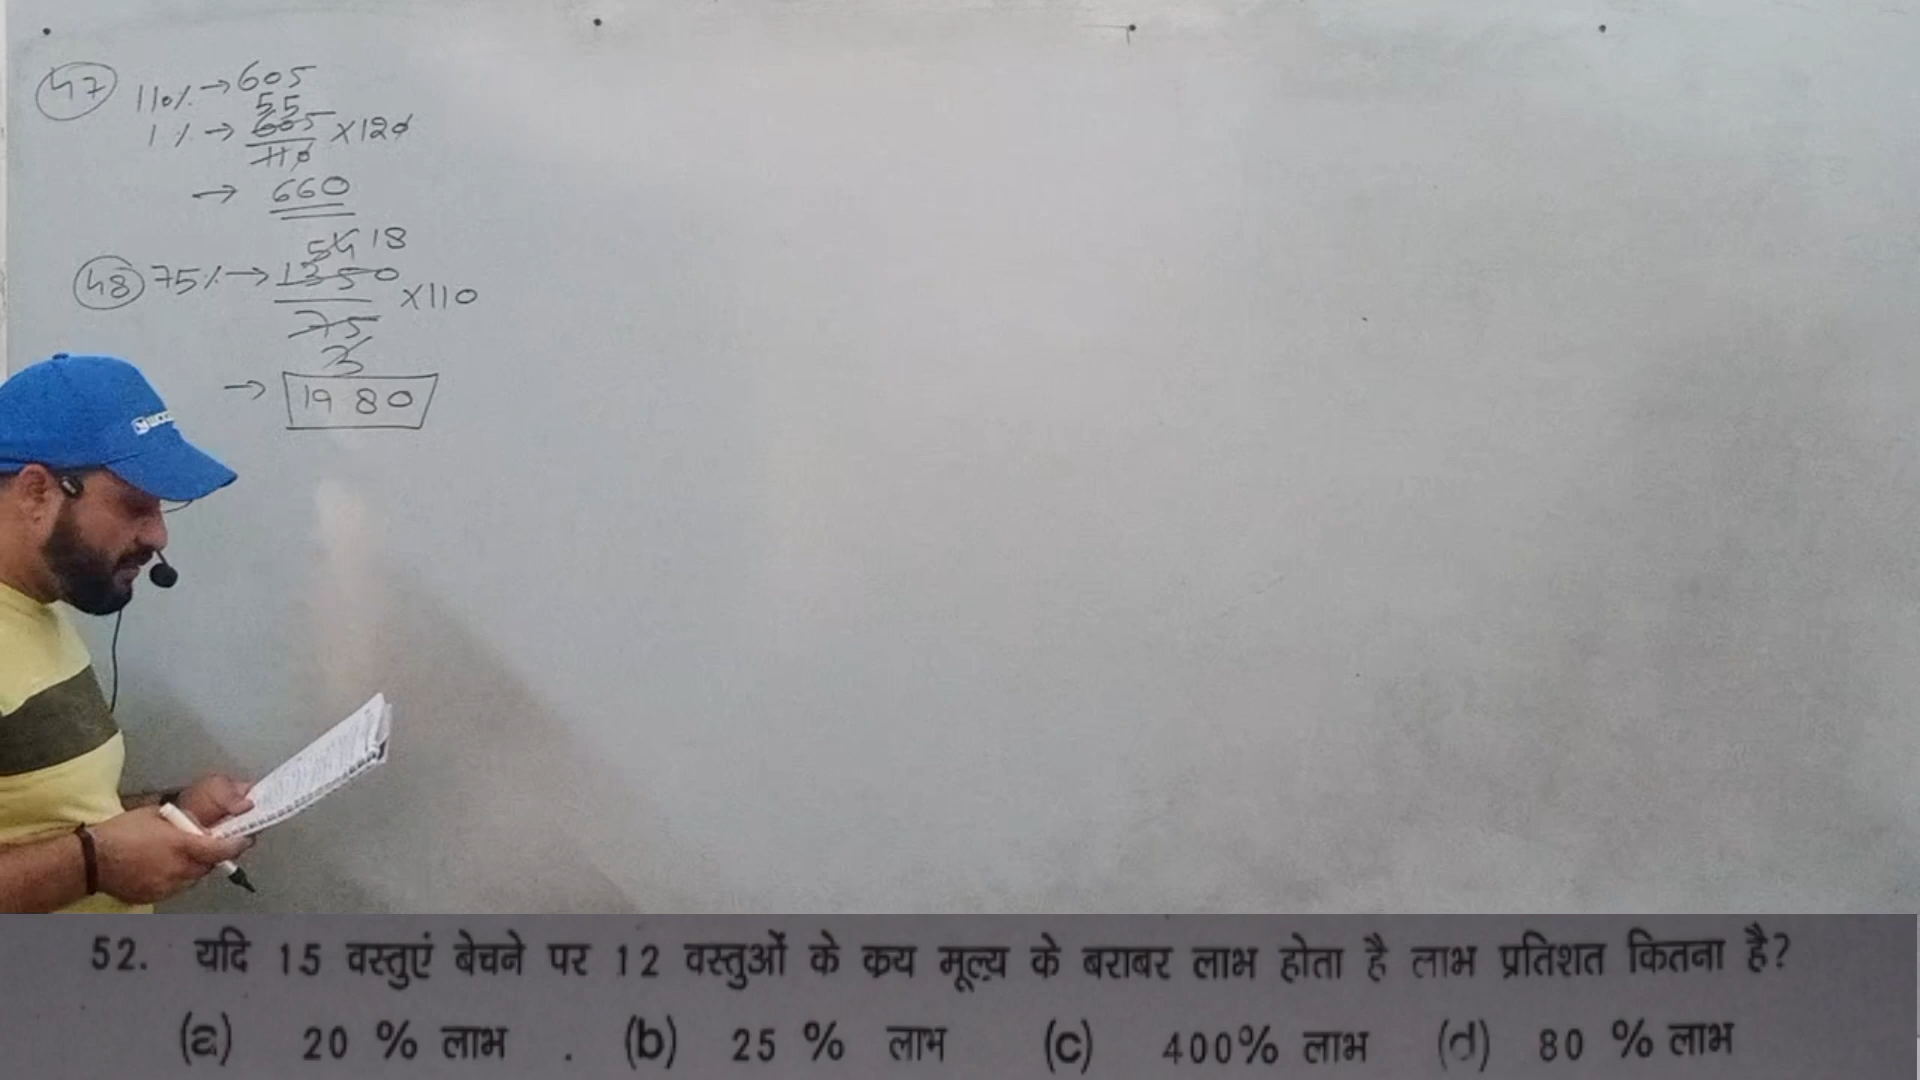 47 110% → 605
55
1% → 605 × 120
110
→ 660
54 18
48 75% → 1350 × 110
75
3
→ 1980
52. यदि 15 वस्तुएं बेचने पर 12 वस्तुओं के क्रय मूल्य के बराबर लाभ होता है लाभ प्रतिशत कितना है?
(a) 20 % लाभ . (b) 25 % लाभ (c) 400% लाभ (d) 80 % लाभ